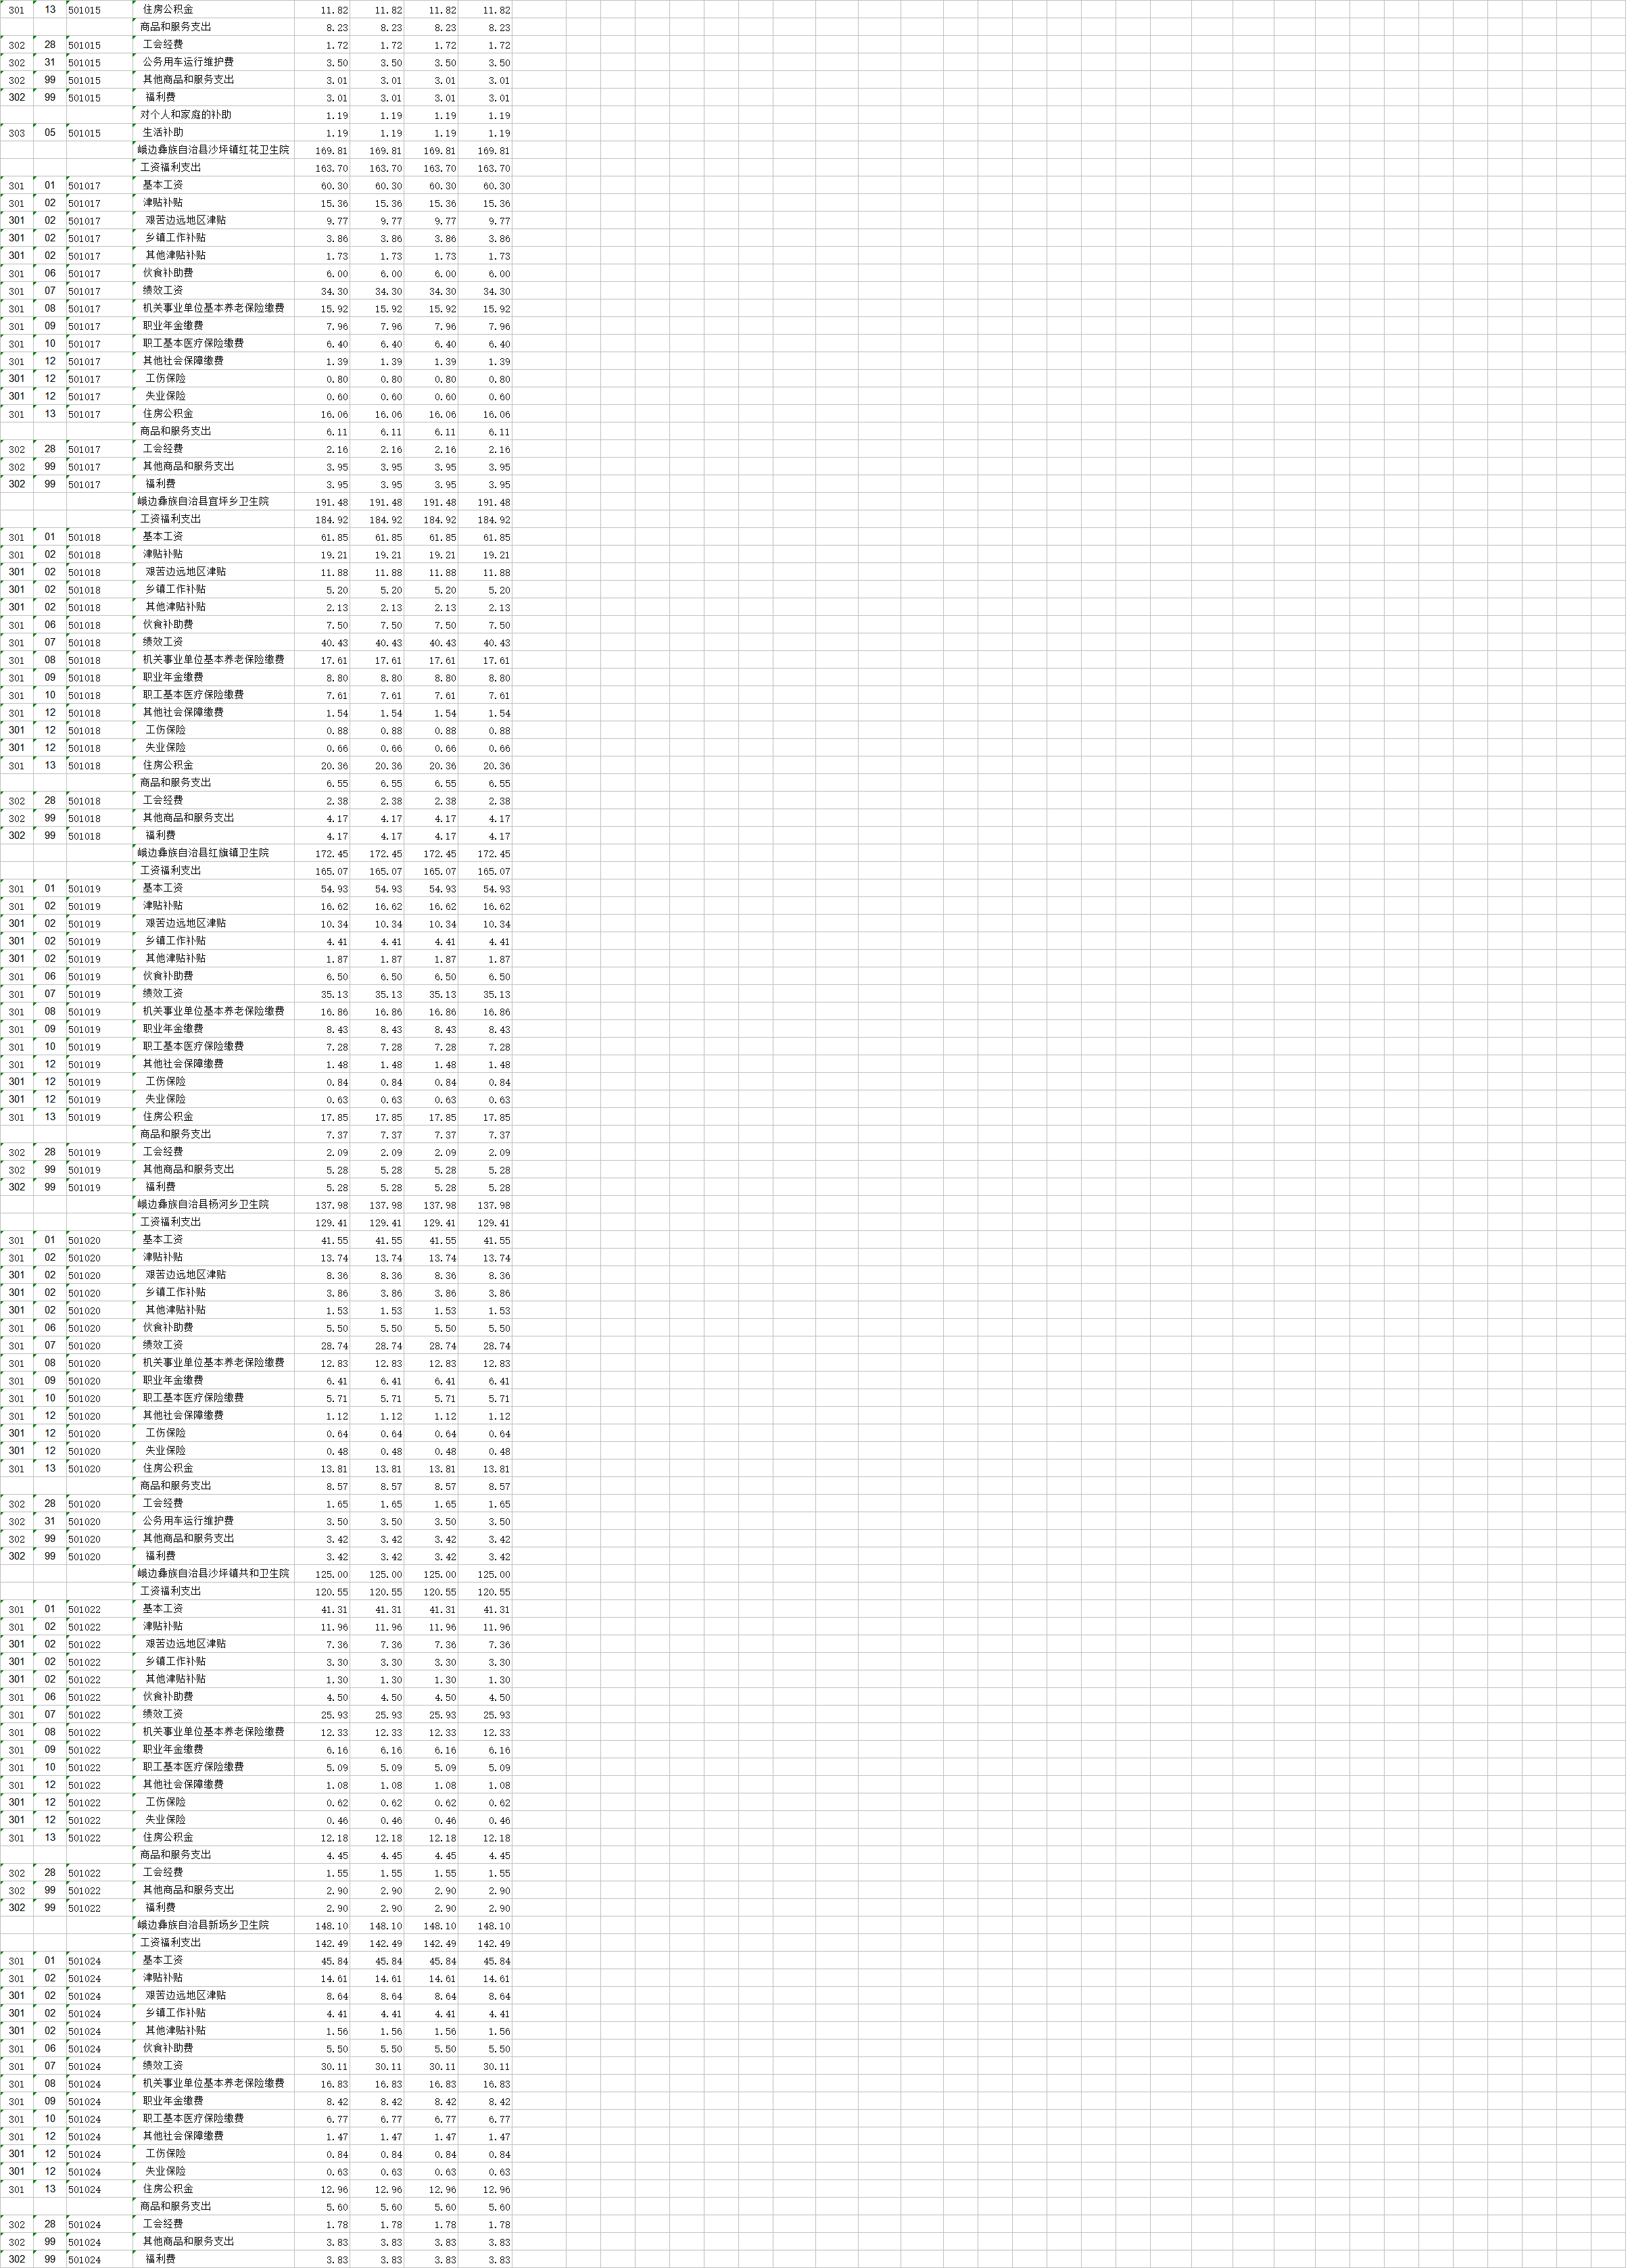 301 13 501015 住房公积金 11.82 11.82 11.82 11.82
商品和服务支出 8.23 8.23 8.23 8.23
302 28 501015 工会经费 1.72 1.72 1.72 1.72
302 31 501015 公务用车运行维护费 3.50 3.50 3.50 3.50
302 99 501015 其他商品和服务支出 3.01 3.01 3.01 3.01
302 99 501015 福利费 3.01 3.01 3.01 3.01
对个人和家庭的补助 1.19 1.19 1.19 1.19
303 05 501015 生活补助 1.19 1.19 1.19 1.19
峨边彝族自治县沙坪镇红花卫生院 169.81 169.81 169.81 169.81
工资福利支出 163.70 163.70 163.70 163.70
301 01 501017 基本工资 60.30 60.30 60.30 60.30
301 02 501017 津贴补贴 15.36 15.36 15.36 15.36
301 02 501017 艰苦边远地区津贴 9.77 9.77 9.77 9.77
301 02 501017 乡镇工作补贴 3.86 3.86 3.86 3.86
301 02 501017 其他津贴补贴 1.73 1.73 1.73 1.73
301 06 501017 伙食补助费 6.00 6.00 6.00 6.00
301 07 501017 绩效工资 34.30 34.30 34.30 34.30
301 08 501017 机关事业单位基本养老保险缴费 15.92 15.92 15.92 15.92
301 09 501017 职业年金缴费 7.96 7.96 7.96 7.96
301 10 501017 职工基本医疗保险缴费 6.40 6.40 6.40 6.40
301 12 501017 其他社会保障缴费 1.39 1.39 1.39 1.39
301 12 501017 工伤保险 0.80 0.80 0.80 0.80
301 12 501017 失业保险 0.60 0.60 0.60 0.60
301 13 501017 住房公积金 16.06 16.06 16.06 16.06
商品和服务支出 6.11 6.11 6.11 6.11
302 28 501017 工会经费 2.16 2.16 2.16 2.16
302 99 501017 其他商品和服务支出 3.95 3.95 3.95 3.95
302 99 501017 福利费 3.95 3.95 3.95 3.95
峨边彝族自治县宜坪乡卫生院 191.48 191.48 191.48 191.48
工资福利支出 184.92 184.92 184.92 184.92
301 01 501018 基本工资 61.85 61.85 61.85 61.85
301 02 501018 津贴补贴 19.21 19.21 19.21 19.21
301 02 501018 艰苦边远地区津贴 11.88 11.88 11.88 11.88
301 02 501018 乡镇工作补贴 5.20 5.20 5.20 5.20
301 02 501018 其他津贴补贴 2.13 2.13 2.13 2.13
301 06 501018 伙食补助费 7.50 7.50 7.50 7.50
301 07 501018 绩效工资 40.43 40.43 40.43 40.43
301 08 501018 机关事业单位基本养老保险缴费 17.61 17.61 17.61 17.61
301 09 501018 职业年金缴费 8.80 8.80 8.80 8.80
301 10 501018 职工基本医疗保险缴费 7.61 7.61 7.61 7.61
301 12 501018 其他社会保障缴费 1.54 1.54 1.54 1.54
301 12 501018 工伤保险 0.88 0.88 0.88 0.88
301 12 501018 失业保险 0.66 0.66 0.66 0.66
301 13 501018 住房公积金 20.36 20.36 20.36 20.36
商品和服务支出 6.55 6.55 6.55 6.55
302 28 501018 工会经费 2.38 2.38 2.38 2.38
302 99 501018 其他商品和服务支出 4.17 4.17 4.17 4.17
302 99 501018 福利费 4.17 4.17 4.17 4.17
峨边彝族自治县红旗镇卫生院 172.45 172.45 172.45 172.45
工资福利支出 165.07 165.07 165.07 165.07
301 01 501019 基本工资 54.93 54.93 54.93 54.93
301 02 501019 津贴补贴 16.62 16.62 16.62 16.62
301 02 501019 艰苦边远地区津贴 10.34 10.34 10.34 10.34
301 02 501019 乡镇工作补贴 4.41 4.41 4.41 4.41
301 02 501019 其他津贴补贴 1.87 1.87 1.87 1.87
301 06 501019 伙食补助费 6.50 6.50 6.50 6.50
301 07 501019 绩效工资 35.13 35.13 35.13 35.13
301 08 501019 机关事业单位基本养老保险缴费 16.86 16.86 16.86 16.86
301 09 501019 职业年金缴费 8.43 8.43 8.43 8.43
301 10 501019 职工基本医疗保险缴费 7.28 7.28 7.28 7.28
301 12 501019 其他社会保障缴费 1.48 1.48 1.48 1.48
301 12 501019 工伤保险 0.84 0.84 0.84 0.84
301 12 501019 失业保险 0.63 0.63 0.63 0.63
301 13 501019 住房公积金 17.85 17.85 17.85 17.85
商品和服务支出 7.37 7.37 7.37 7.37
302 28 501019 工会经费 2.09 2.09 2.09 2.09
302 99 501019 其他商品和服务支出 5.28 5.28 5.28 5.28
302 99 501019 福利费 5.28 5.28 5.28 5.28
峨边彝族自治县杨河乡卫生院 137.98 137.98 137.98 137.98
工资福利支出 129.41 129.41 129.41 129.41
301 01 501020 基本工资 41.55 41.55 41.55 41.55
301 02 501020 津贴补贴 13.74 13.74 13.74 13.74
301 02 501020 艰苦边远地区津贴 8.36 8.36 8.36 8.36
301 02 501020 乡镇工作补贴 3.86 3.86 3.86 3.86
301 02 501020 其他津贴补贴 1.53 1.53 1.53 1.53
301 06 501020 伙食补助费 5.50 5.50 5.50 5.50
301 07 501020 绩效工资 28.74 28.74 28.74 28.74
301 08 501020 机关事业单位基本养老保险缴费 12.83 12.83 12.83 12.83
301 09 501020 职业年金缴费 6.41 6.41 6.41 6.41
301 10 501020 职工基本医疗保险缴费 5.71 5.71 5.71 5.71
301 12 501020 其他社会保障缴费 1.12 1.12 1.12 1.12
301 12 501020 工伤保险 0.64 0.64 0.64 0.64
301 12 501020 失业保险 0.48 0.48 0.48 0.48
301 13 501020 住房公积金 13.81 13.81 13.81 13.81
商品和服务支出 8.57 8.57 8.57 8.57
302 28 501020 工会经费 1.65 1.65 1.65 1.65
302 31 501020 公务用车运行维护费 3.50 3.50 3.50 3.50
302 99 501020 其他商品和服务支出 3.42 3.42 3.42 3.42
302 99 501020 福利费 3.42 3.42 3.42 3.42
峨边彝族自治县沙坪镇共和卫生院 125.00 125.00 125.00 125.00
工资福利支出 120.55 120.55 120.55 120.55
301 01 501022 基本工资 41.31 41.31 41.31 41.31
301 02 501022 津贴补贴 11.96 11.96 11.96 11.96
301 02 501022 艰苦边远地区津贴 7.36 7.36 7.36 7.36
301 02 501022 乡镇工作补贴 3.30 3.30 3.30 3.30
301 02 501022 其他津贴补贴 1.30 1.30 1.30 1.30
301 06 501022 伙食补助费 4.50 4.50 4.50 4.50
301 07 501022 绩效工资 25.93 25.93 25.93 25.93
301 08 501022 机关事业单位基本养老保险缴费 12.33 12.33 12.33 12.33
301 09 501022 职业年金缴费 6.16 6.16 6.16 6.16
301 10 501022 职工基本医疗保险缴费 5.09 5.09 5.09 5.09
301 12 501022 其他社会保障缴费 1.08 1.08 1.08 1.08
301 12 501022 工伤保险 0.62 0.62 0.62 0.62
301 12 501022 失业保险 0.46 0.46 0.46 0.46
301 13 501022 住房公积金 12.18 12.18 12.18 12.18
商品和服务支出 4.45 4.45 4.45 4.45
302 28 501022 工会经费 1.55 1.55 1.55 1.55
302 99 501022 其他商品和服务支出 2.90 2.90 2.90 2.90
302 99 501022 福利费 2.90 2.90 2.90 2.90
峨边彝族自治县新场乡卫生院 148.10 148.10 148.10 148.10
工资福利支出 142.49 142.49 142.49 142.49
301 01 501024 基本工资 45.84 45.84 45.84 45.84
301 02 501024 津贴补贴 14.61 14.61 14.61 14.61
301 02 501024 艰苦边远地区津贴 8.64 8.64 8.64 8.64
301 02 501024 乡镇工作补贴 4.41 4.41 4.41 4.41
301 02 501024 其他津贴补贴 1.56 1.56 1.56 1.56
301 06 501024 伙食补助费 5.50 5.50 5.50 5.50
301 07 501024 绩效工资 30.11 30.11 30.11 30.11
301 08 501024 机关事业单位基本养老保险缴费 16.83 16.83 16.83 16.83
301 09 501024 职业年金缴费 8.42 8.42 8.42 8.42
301 10 501024 职工基本医疗保险缴费 6.77 6.77 6.77 6.77
301 12 501024 其他社会保障缴费 1.47 1.47 1.47 1.47
301 12 501024 工伤保险 0.84 0.84 0.84 0.84
301 12 501024 失业保险 0.63 0.63 0.63 0.63
301 13 501024 住房公积金 12.96 12.96 12.96 12.96
商品和服务支出 5.60 5.60 5.60 5.60
302 28 501024 工会经费 1.78 1.78 1.78 1.78
302 99 501024 其他商品和服务支出 3.83 3.83 3.83 3.83
302 99 501024 福利费 3.83 3.83 3.83 3.83